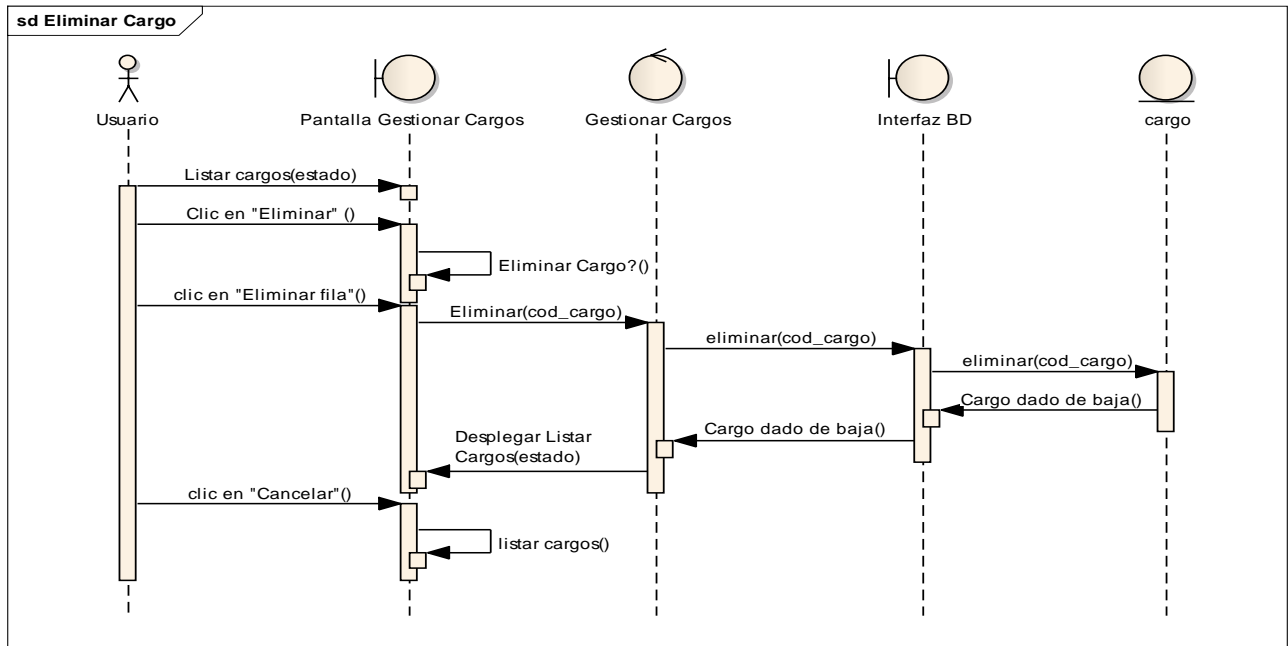 sd Eliminar Cargo
Usuario
Pantalla Gestionar Cargos
Gestionar Cargos
Interfaz BD
cargo
Listar cargos(estado)
Clic en "Eliminar" ()
Eliminar Cargo?()
clic en "Eliminar fila"()
Eliminar(cod_cargo)
eliminar(cod_cargo)
eliminar(cod_cargo)
Cargo dado de baja()
Cargo dado de baja()
Desplegar Listar
Cargos(estado)
clic en "Cancelar"()
listar cargos()